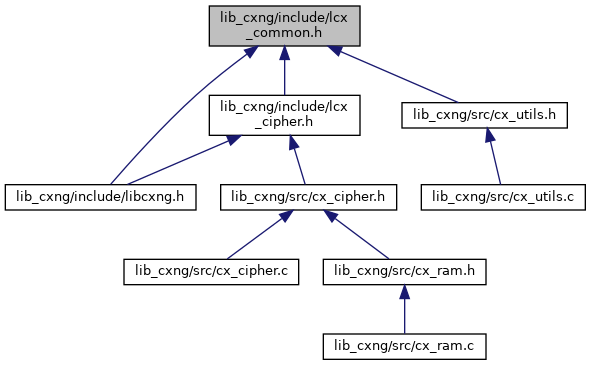 lib_cxng/include/lcx
_common.h
lib_cxng/include/lcx
_cipher.h
lib_cxng/src/cx_utils.h
lib_cxng/include/libcxng.h
lib_cxng/src/cx_cipher.h
lib_cxng/src/cx_utils.c
lib_cxng/src/cx_cipher.c
lib_cxng/src/cx_ram.h
lib_cxng/src/cx_ram.c